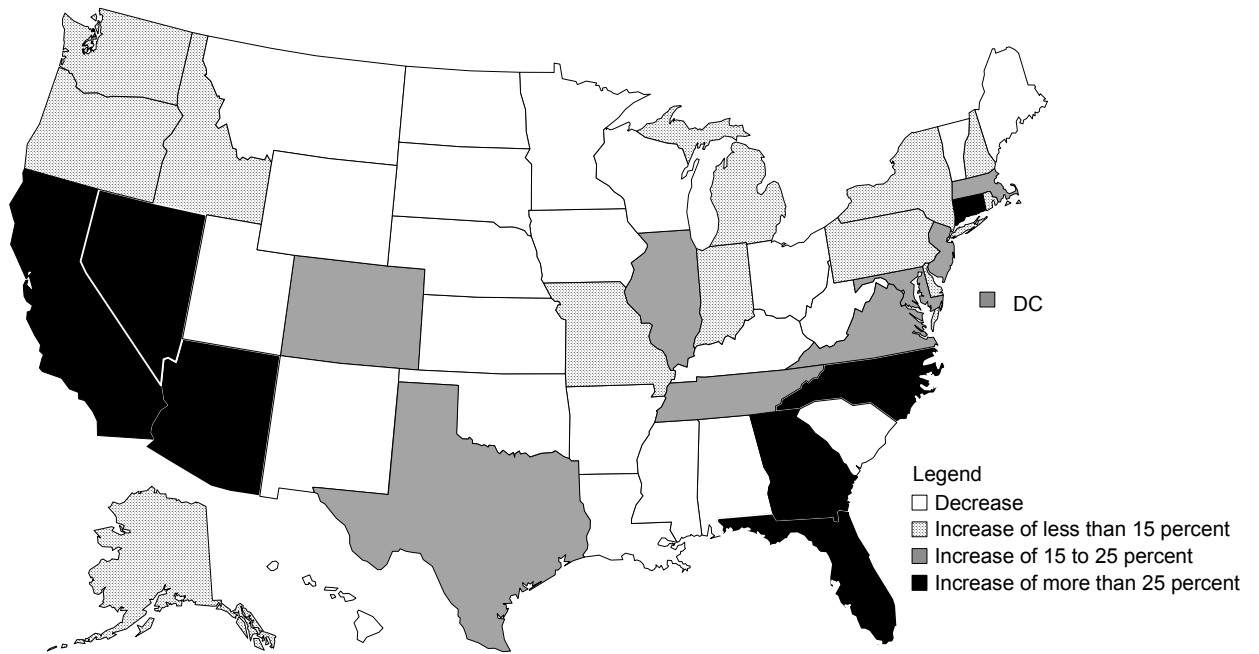 DC
Legend
Decrease
Increase of less than 15 percent
Increase of 15 to 25 percent
Increase of more than 25 percent